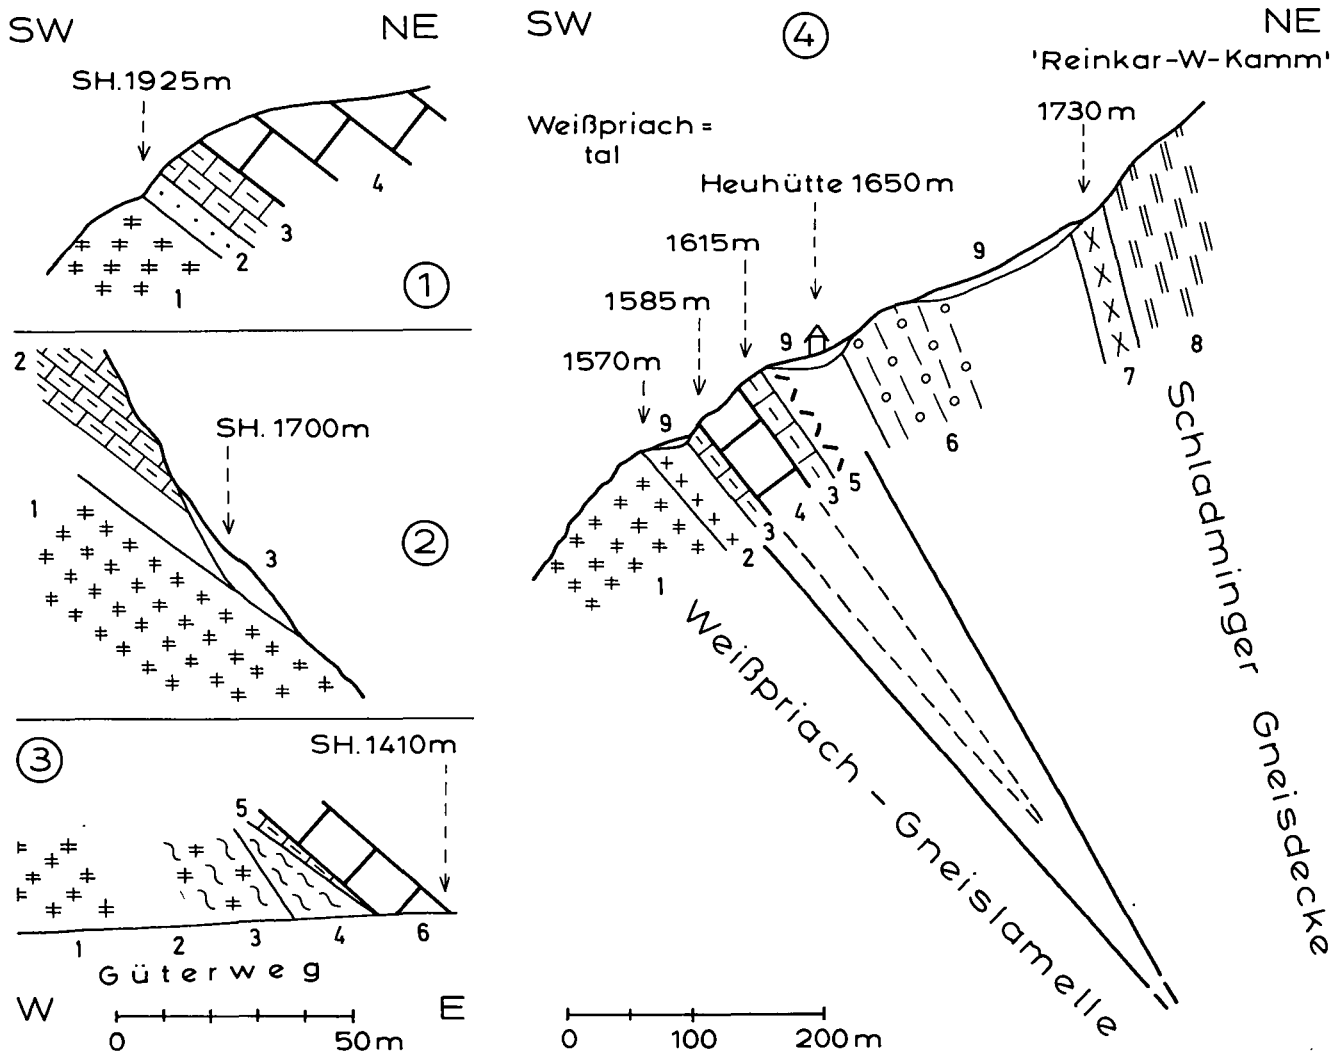 SW NE
①
SH.1925m
1
2
3
4
②
SH. 1700m
2
1
3
③
SH. 1410m
5
1 2 3 4 6
Güterweg
W E
0 50m
SW ④ NE
'Reinkar-W-Kamm'
1730m
Weißpriach=
tal
Heuhütte 1650m
1615m
1585m
1570m
9
9
9
1 2 3 4 3 5 6 7 8
Weißpriach – Gneislamelle
Schladminger Gneisdecke
0 100 200m